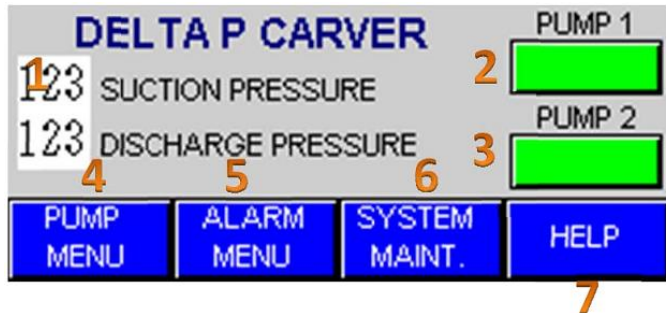 DELTA P CARVER
PUMP 1
1
2
123 SUCTION PRESSURE
PUMP 2
123 DISCHARGE PRESSURE
3
4 5 6
PUMP MENU
ALARM MENU
SYSTEM MAINT.
HELP
7